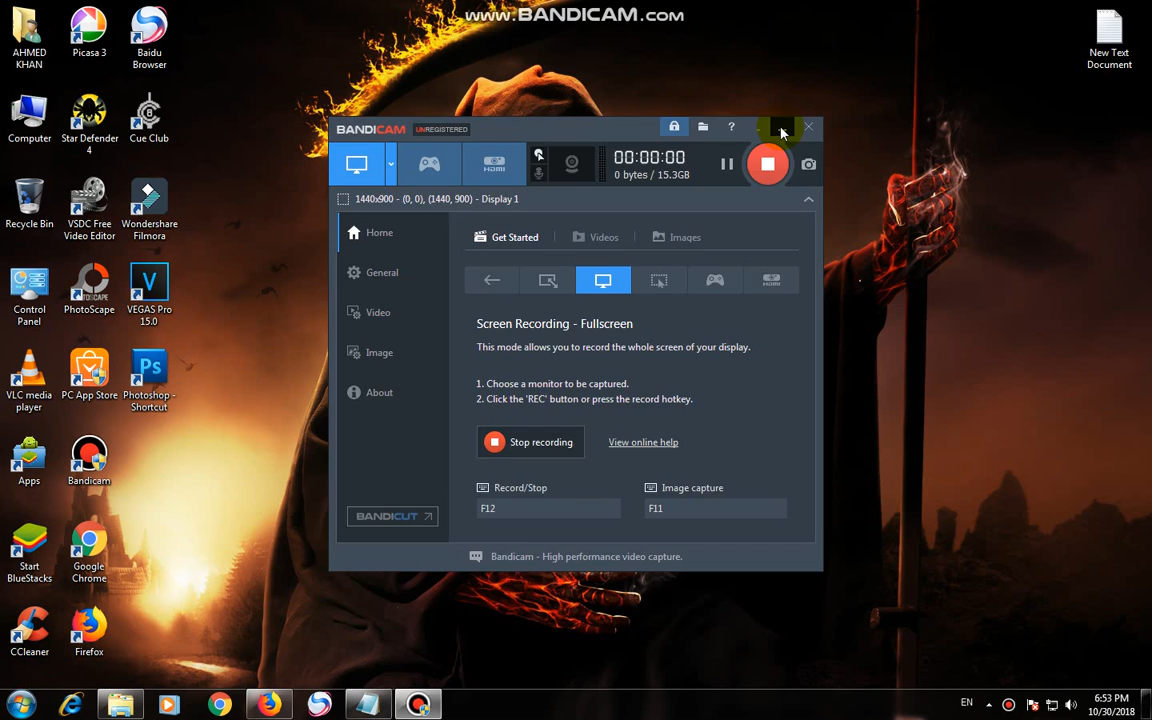 www.BANDICAM.com
AHMED
KHAN
Picasa 3
Baidu
Browser
New Text
Document
Computer
Star Defender
4
Cue Club
Recycle Bin
VSDC Free
Video Editor
Wondershare
Filmora
Control
Panel
PhotoScape
VEGAS Pro
15.0
VLC media
player
PC App Store
Photoshop -
Shortcut
Apps
Bandicam
Start
BlueStacks
Google
Chrome
CCleaner
Firefox
BANDICAM UNREGISTERED
?
HDMI
00:00:00
0 bytes / 15.3GB
1440x900 - (0, 0), (1440, 900) - Display 1
Home
General
Video
Image
About
BANDICUT
Get Started
Videos
Images
HDMI
Screen Recording - Fullscreen
This mode allows you to record the whole screen of your display.
1. Choose a monitor to be captured.
2. Click the 'REC' button or press the record hotkey.
Stop recording
View online help
Record/Stop
Image capture
F12
F11
Bandicam - High performance video capture.
EN
6:53 PM
10/30/2018